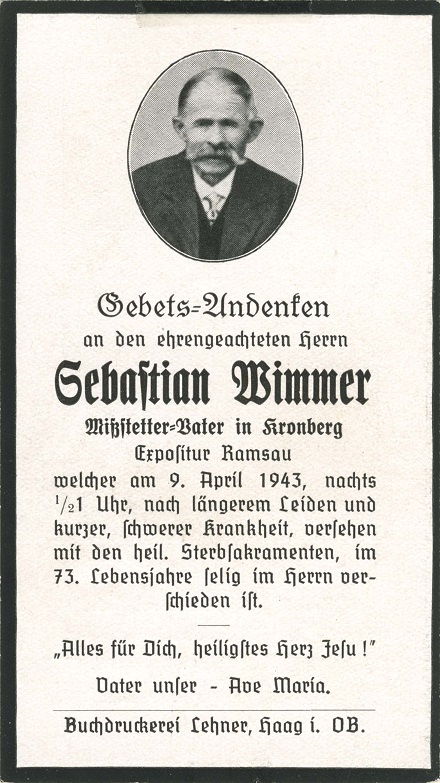 Gebets-Andenken
an den ehrengeachteten Herrn
Sebastian Wimmer
Mißstetter-Vater in Kronberg
Expositur Ramsau
welcher am 9. April 1943, nachts
1/21 Uhr, nach längerem Leiden und
kurzer, schwerer Krankheit, versehen
mit den heil. Sterbsakramenten, im
73. Lebensjahre selig im Herrn ver-
schieden ist.
„Alles für Dich, heiligstes Herz Jesu!"
Vater unser - Ave Maria.
Buchdruckerei Lehner, Haag i. OB.